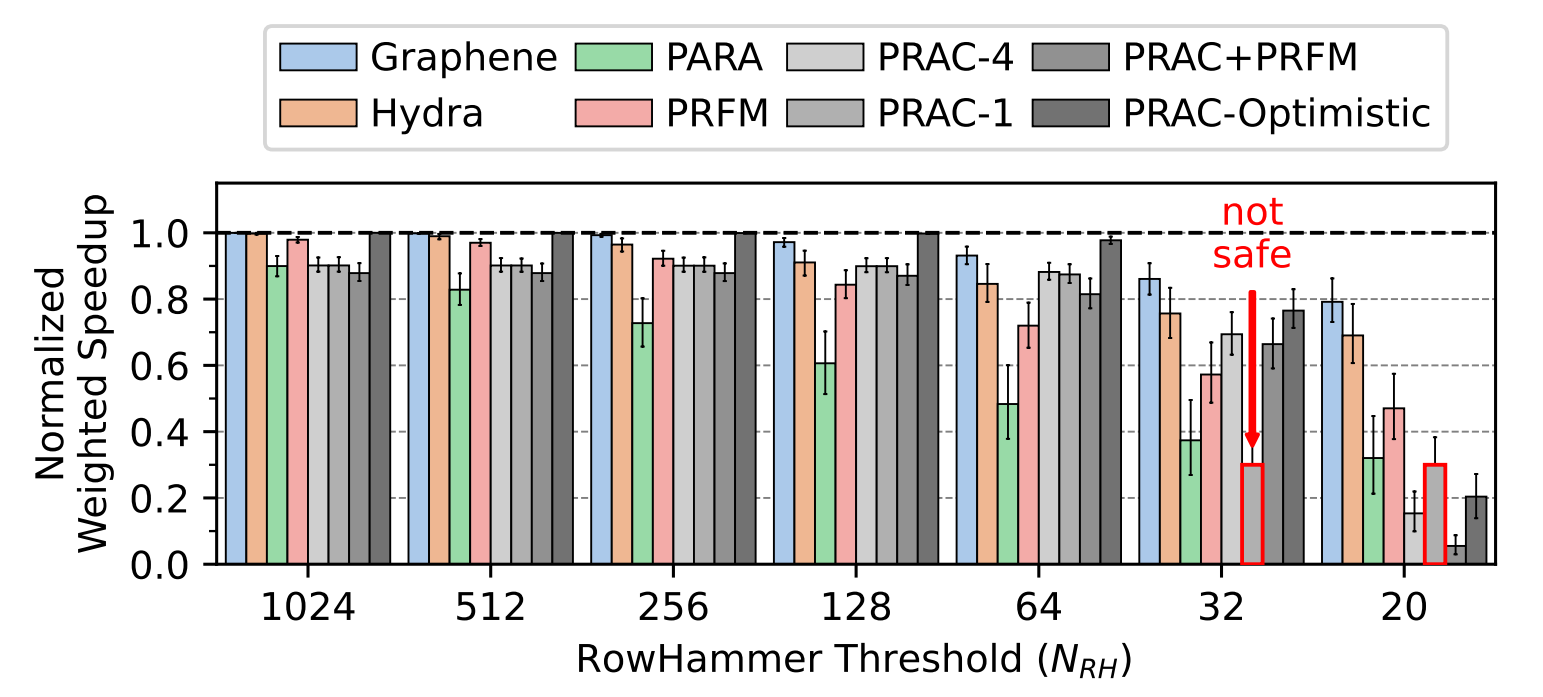 Graphene PARA PRAC-4 PRAC+PRFM
Hydra PRFM PRAC-1 PRAC-Optimistic
Normalized
Weighted Speedup
1.0
0.8
0.6
0.4
0.2
0.0
not
safe
1024 512 256 128 64 32 20
RowHammer Threshold (N_{RH})